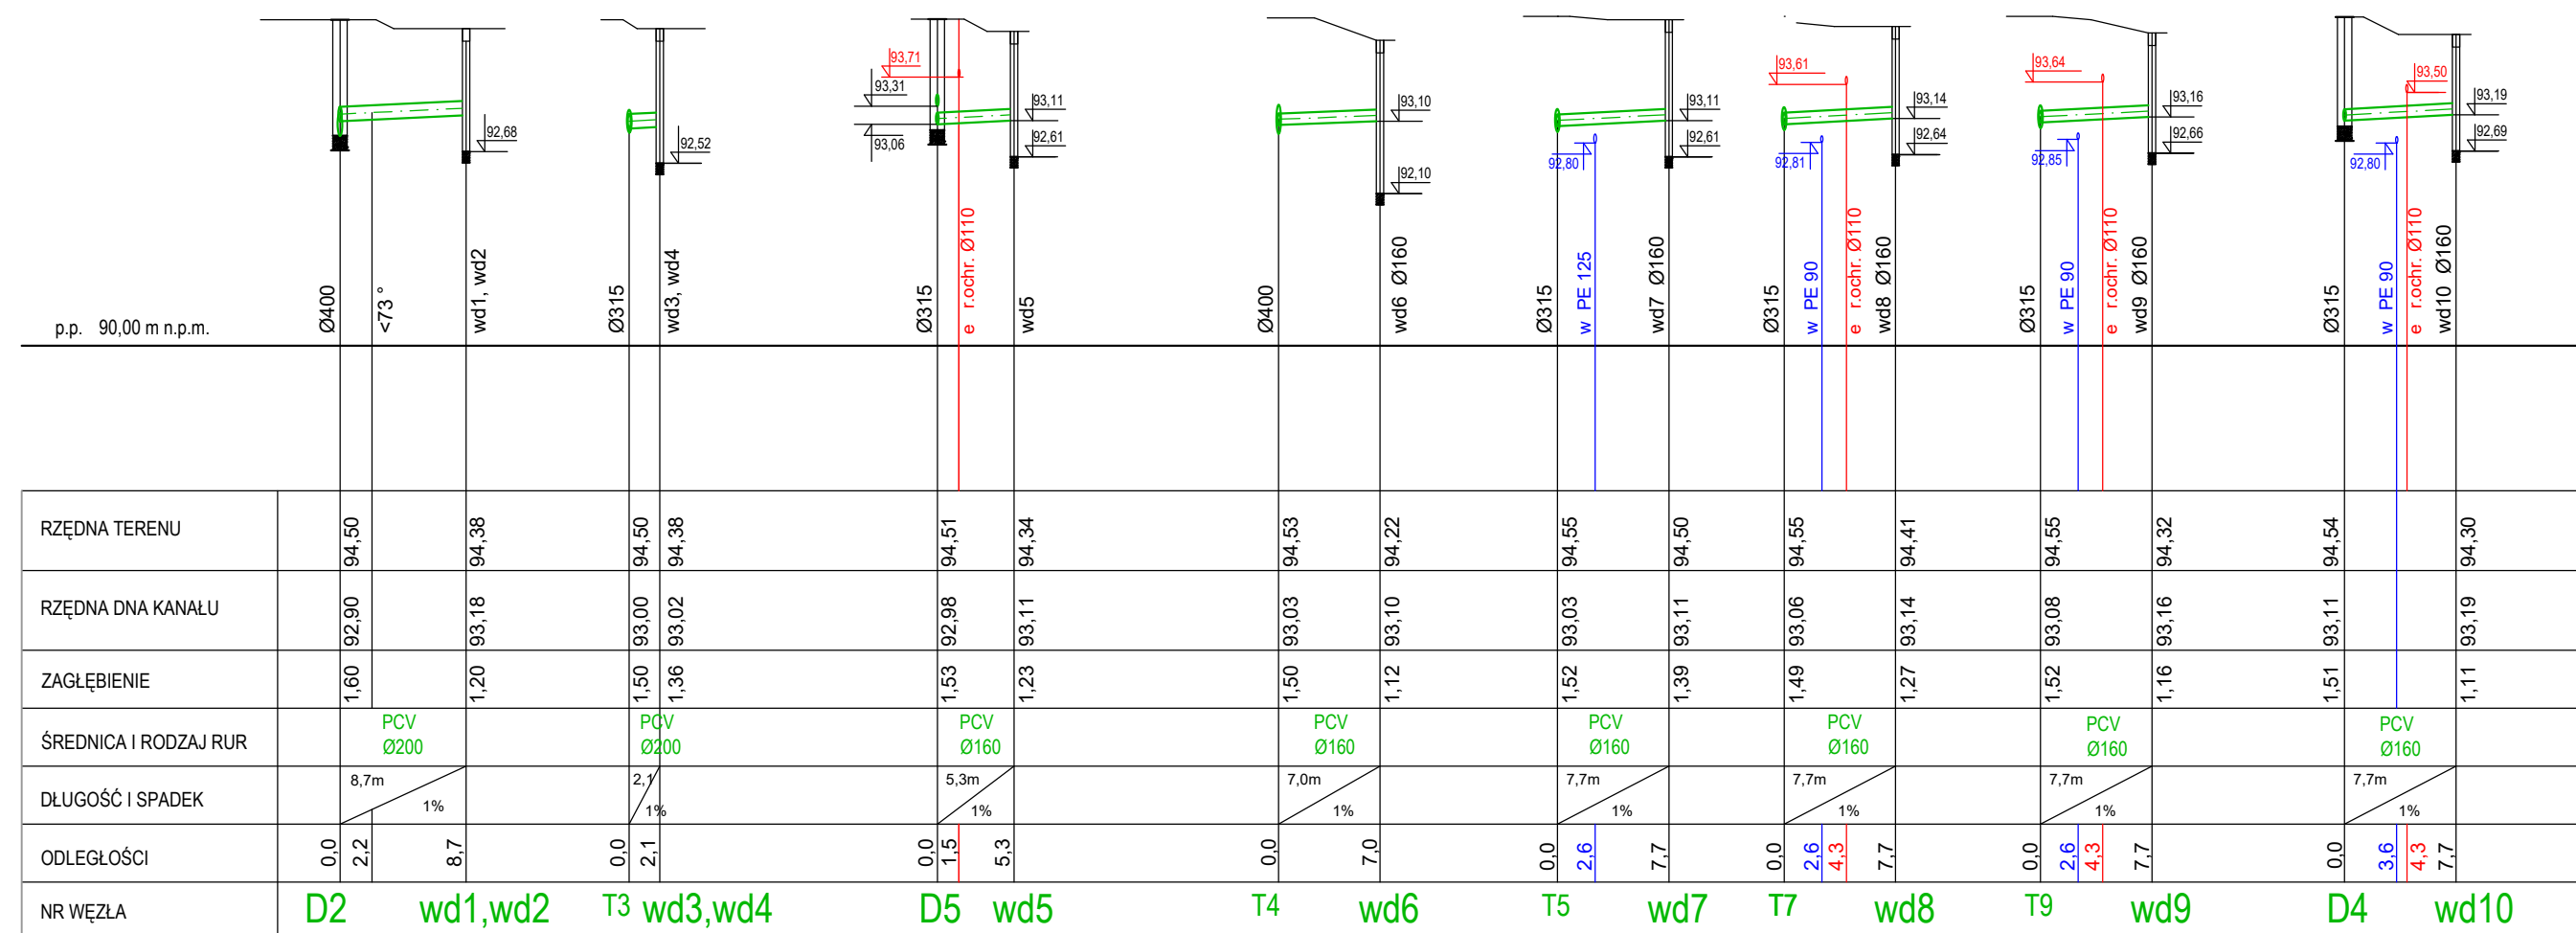 93,71
93,31
93,06
93,11
92,61
92,68
92,52
93,10
92,10
92,80
93,11
92,61
93,61
92,81
93,14
92,64
93,64
92,85
93,16
92,66
93,50
92,80
93,19
92,69
p.p. 90,00 m n.p.m.
Ø400
<73 °
wd1, wd2
Ø315
wd3, wd4
Ø315
e r.ochr. Ø110
wd5
Ø400
wd6 Ø160
Ø315
w PE 125
wd7 Ø160
Ø315
w PE 90
e r.ochr. Ø110
wd8 Ø160
Ø315
w PE 90
e r.ochr. Ø110
wd9 Ø160
Ø315
w PE 90
e r.ochr. Ø110
wd10 Ø160
RZĘDNA TERENU 94,50 94,38 94,50 94,38 94,51 94,34 94,53 94,22 94,55 94,50 94,55 94,41 94,55 94,32 94,54 94,30
RZĘDNA DNA KANAŁU 92,90 93,18 93,00 93,02 92,98 93,11 93,03 93,10 93,03 93,11 93,06 93,14 93,08 93,16 93,11 93,19
ZAGŁĘBIENIE 1,60 1,20 1,50 1,36 1,53 1,23 1,50 1,12 1,52 1,39 1,49 1,27 1,52 1,16 1,51 1,11
ŚREDNICA I RODZAJ RUR
PCV PCV PCV PCV PCV PCV PCV PCV
Ø200 Ø200 Ø160 Ø160 Ø160 Ø160 Ø160 Ø160
DŁUGOŚĆ I SPADEK
8,7m 2,1 5,3m 7,0m 7,7m 7,7m 7,7m 7,7m
1% 1% 1% 1% 1% 1% 1% 1%
ODLEGŁOŚCI 0,0 2,2 8,7 0,0 2,1 0,0 1,5 5,3 0,0 7,0 0,0 2,6 7,7 0,0 2,6 4,3 7,7 0,0 2,6 4,3 7,7 0,0 3,6 4,3 7,7
NR WĘZŁA D2 wd1,wd2 T3 wd3,wd4 D5 wd5 T4 wd6 T5 wd7 T7 wd8 T9 wd9 D4 wd10